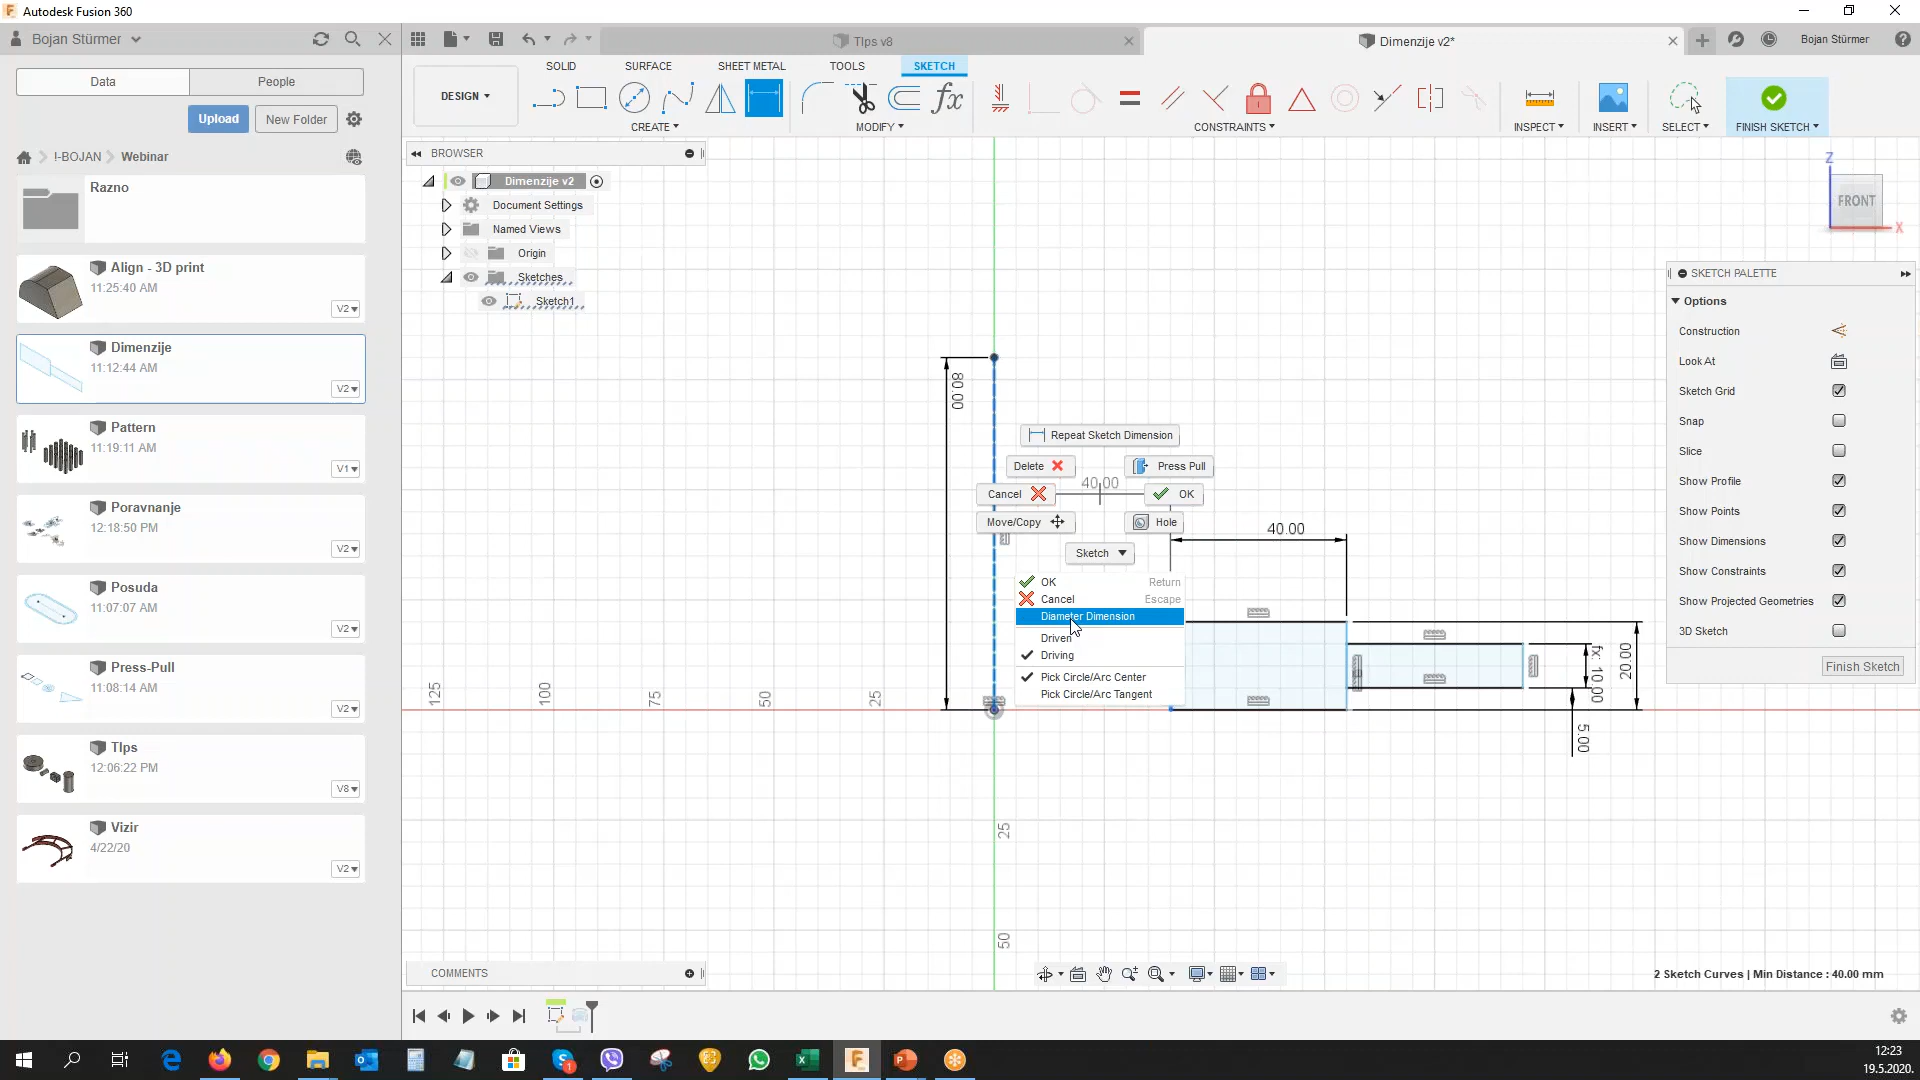 Autodesk Fusion 360
Bojan Stürmer
TIps v8
Dimenzije v2*
Bojan Stürmer
Data
People
Upload
New Folder
!-BOJAN
Webinar
Razno
Align - 3D print
11:25:40 AM
V2
Dimenzije
11:12:44 AM
V2
Pattern
11:19:11 AM
V1
Poravnanje
12:18:50 PM
V2
Posuda
11:07:07 AM
V2
Press-Pull
11:08:14 AM
V2
TIps
12:06:22 PM
V8
Vizir
4/22/20
V2
DESIGN
SOLID
SURFACE
SHEET METAL
TOOLS
SKETCH
CREATE
MODIFY
CONSTRAINTS
INSPECT
INSERT
SELECT
FINISH SKETCH
fx
BROWSER
Dimenzije v2
Document Settings
Named Views
Origin
Sketches
Sketch1
Z
FRONT
X
SKETCH PALETTE
Options
Construction
Look At
Sketch Grid
Snap
Slice
Show Profile
Show Points
Show Dimensions
Show Constraints
Show Projected Geometries
3D Sketch
Finish Sketch
80.00
Repeat Sketch Dimension
Delete
Press Pull
40.00
Cancel
OK
Move/Copy
Hole
Sketch
40.00
OK Return
Cancel Escape
Diameter Dimension
Driven
Driving
Pick Circle/Arc Center
Pick Circle/Arc Tangent
fx: 10.00
20.00
5.00
125
100
75
50
25
25
50
COMMENTS
2 Sketch Curves | Min Distance : 40.00 mm
1
12:23
19.5.2020.